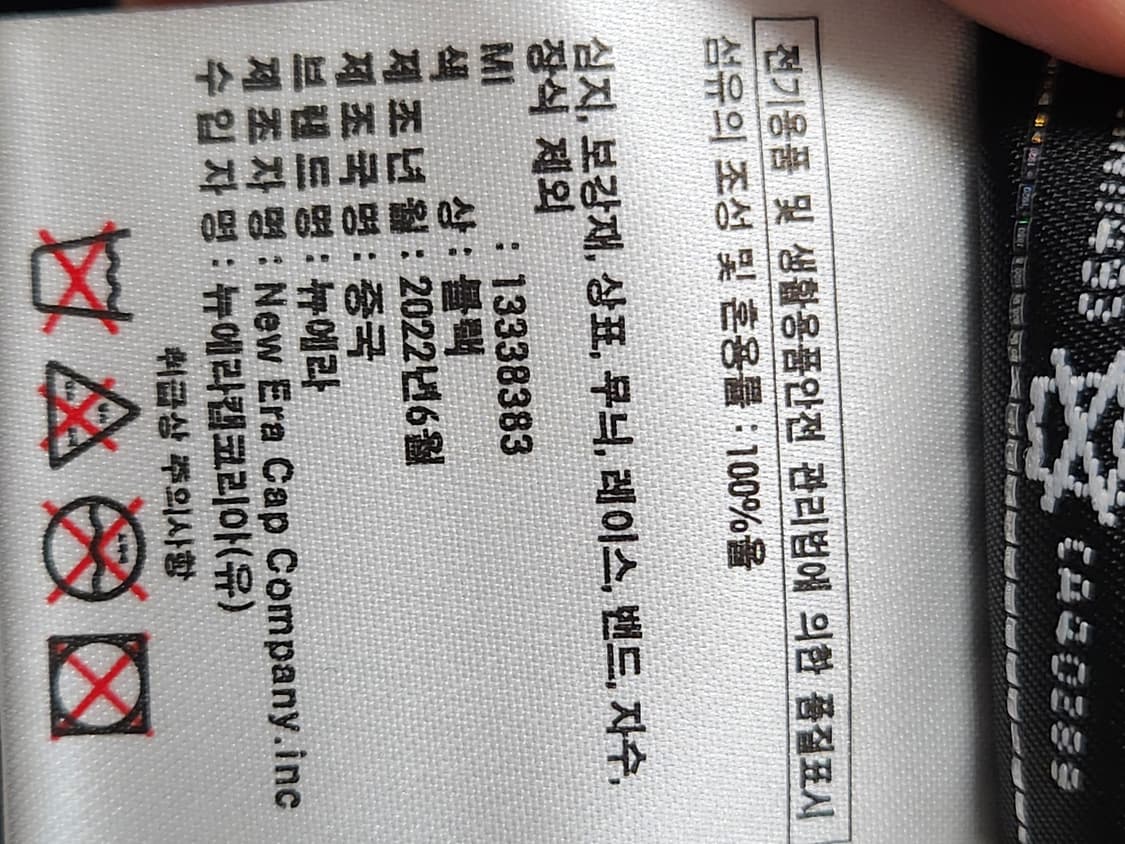 전기용품 및 생활용품안전 관리법에 의한 품질표시
섬유의 조성 및 혼용률 : 100%울
심지, 보강재, 상표, 무늬, 레이스, 밴드, 자수,
장식 제외
MI : 13338383
색 상 : 블랙
제 조 년 월 : 2022년6월
제 조 국 명 : 중국
브 랜 드 명 : 뉴에라
제 조 자 명 : New Era Cap Company.inc
수 입 자 명 : 뉴에라캡코리아(유)
취급상 주의사항